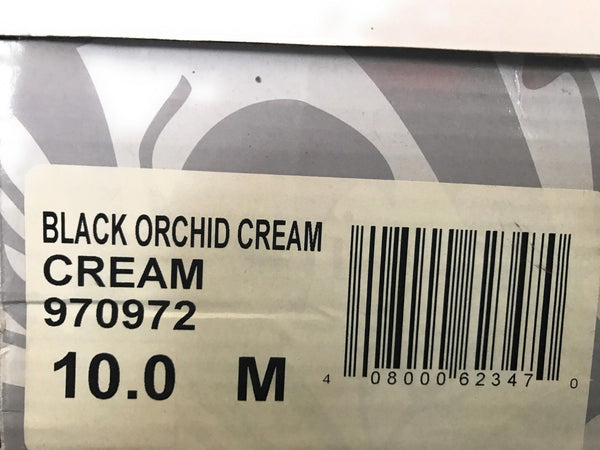 BLACK ORCHID CREAM
CREAM
970972
10.0 M
4 08000 62347 0